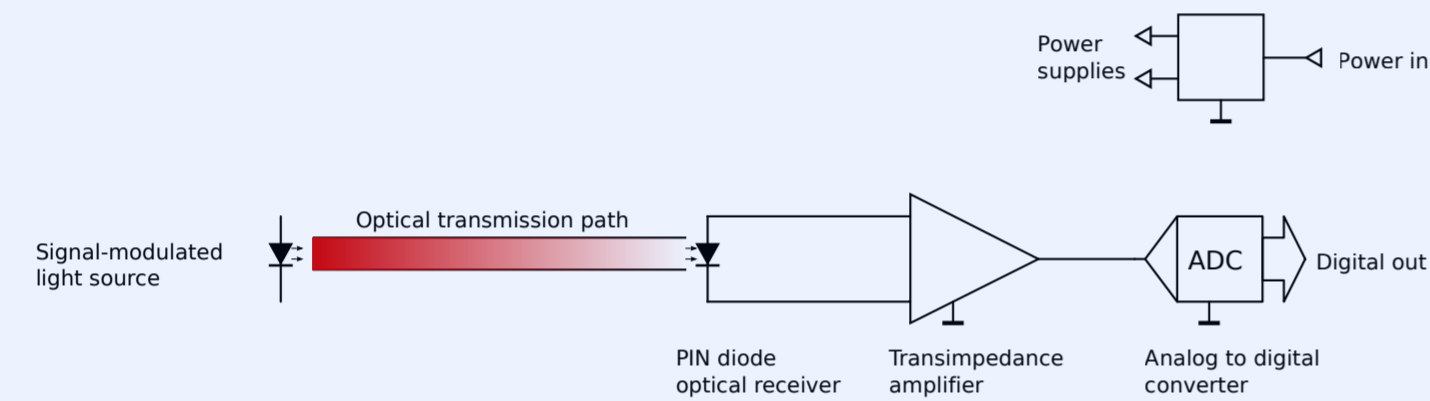 Power
supplies
Power in
Optical transmission path
Signal-modulated
light source
ADC
Digital out
PIN diode
optical receiver
Transimpedance
amplifier
Analog to digital
converter